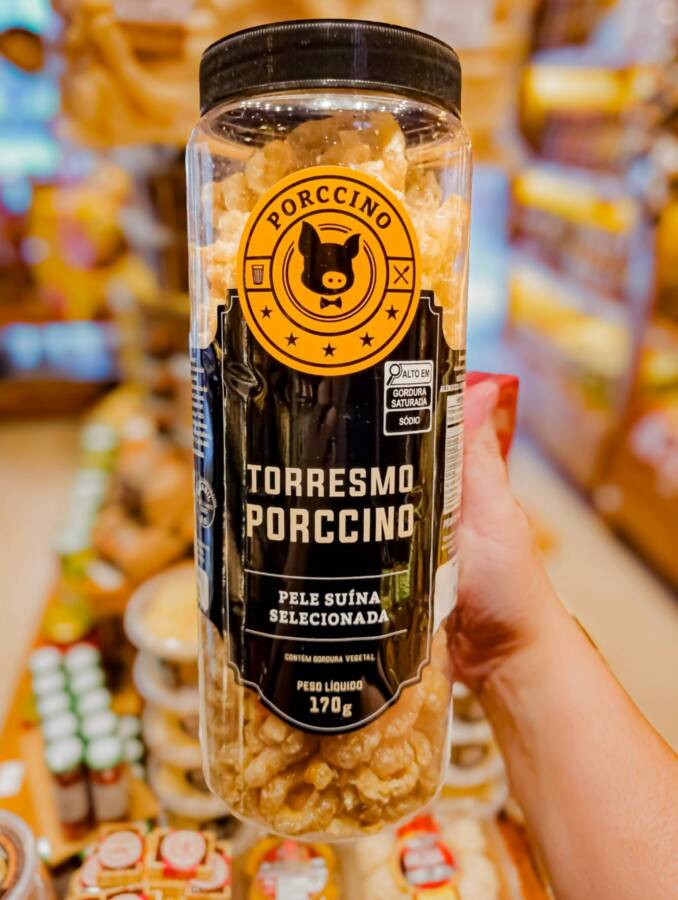 PORCCINO
ALTO EM
GORDURA
SATURADA
SÓDIO
TORRESMO
PORCCINO
PELE SUÍNA
SELECIONADA
CONTÉM GORDURA VEGETAL
PESO LÍQUIDO
170g